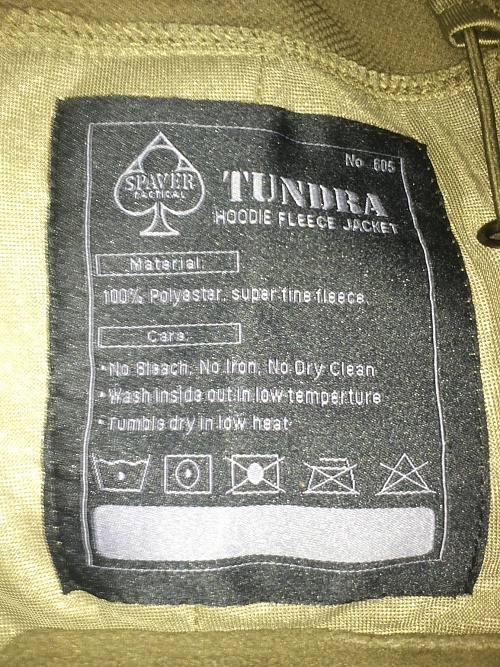 No 805
SPAVER
TACTICAL
TUNDRA
HOODIE FLEECE JACKET
Material:
100% Polyester, super fine fleece.
Care:
•No Bleach, No Iron, No Dry Clean
•Wash inside out in low temperture
•Tumble dry in low heat